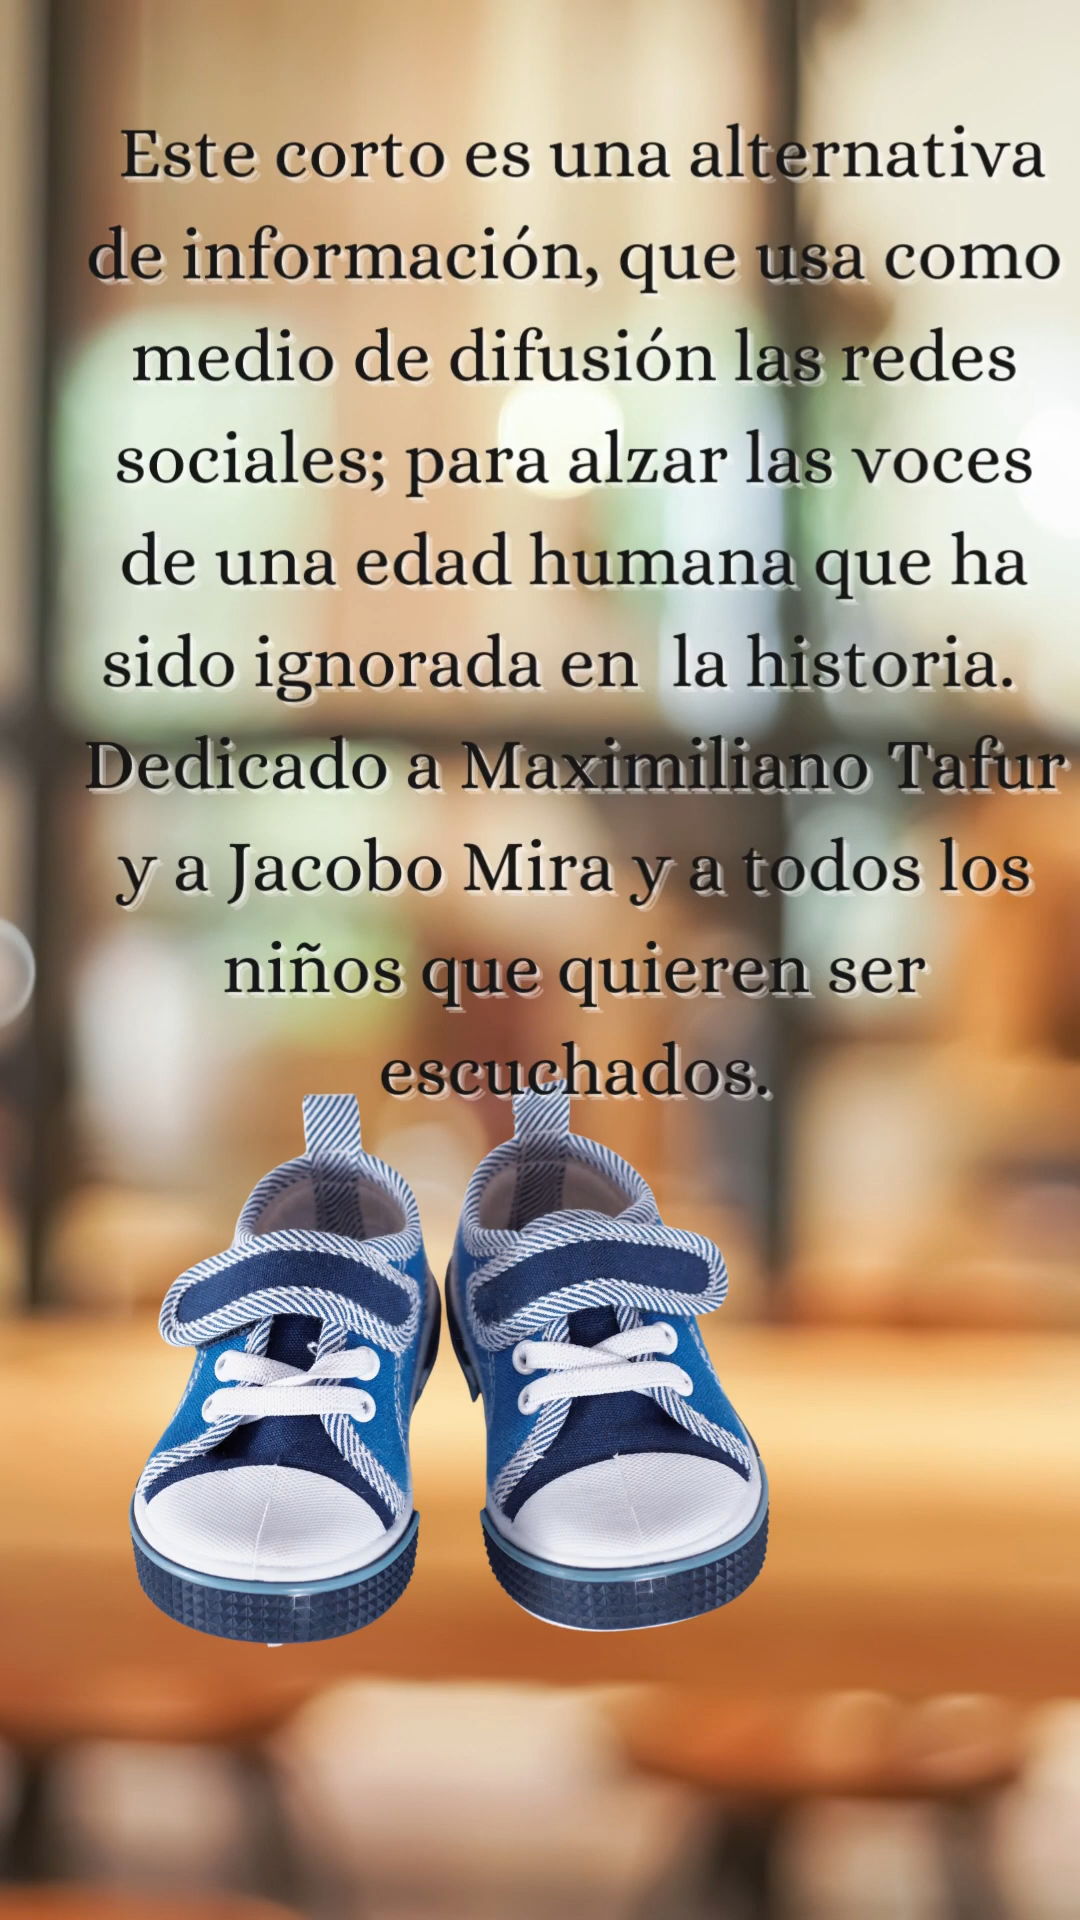 Este corto es una alternativa
de información, que usa como
medio de difusión las redes
sociales; para alzar las voces
de una edad humana que ha
sido ignorada en  la historia.
Dedicado a Maximiliano Tafur
y a Jacobo Mira y a todos los
niños que quieren ser
escuchados.